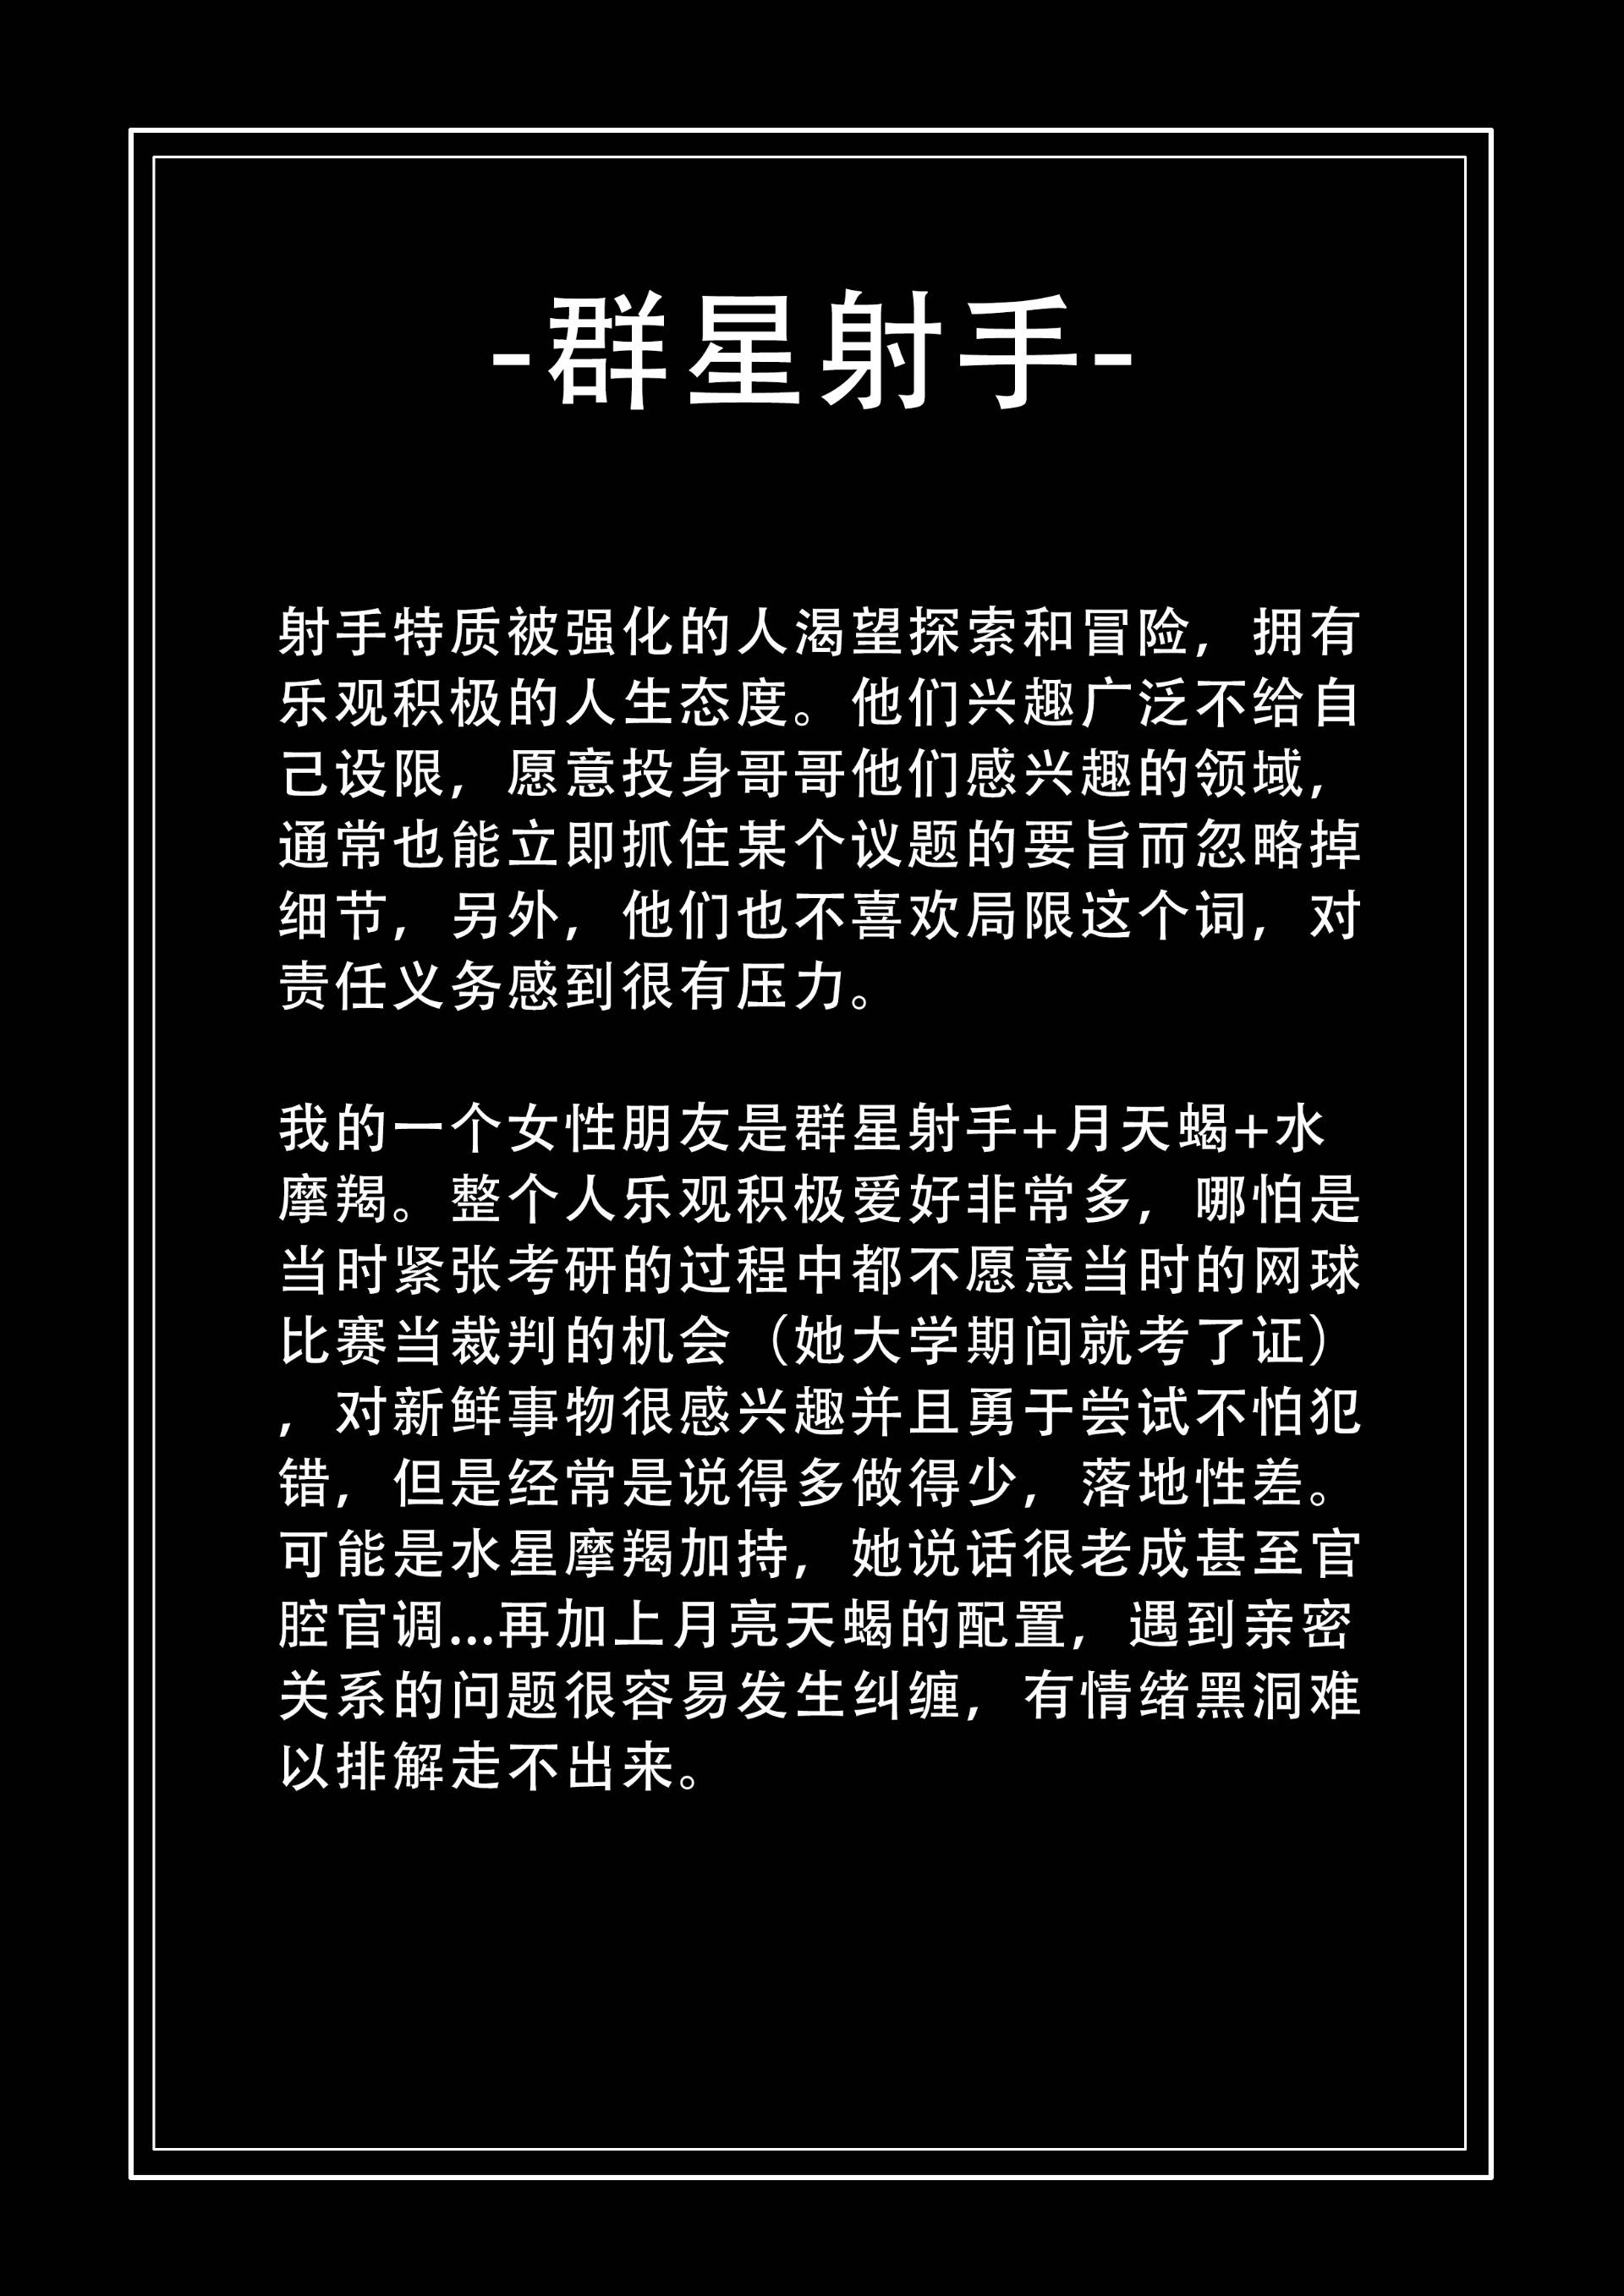 -群星射手-
射手特质被强化的人渴望探索和冒险，拥有
乐观积极的人生态度。他们兴趣广泛不给自
己设限，愿意投身哥哥他们感兴趣的领域，
通常也能立即抓住某个议题的要旨而忽略掉
细节，另外，他们也不喜欢局限这个词，对
责任义务感到很有压力。
我的一个女性朋友是群星射手+月天蝎+水
摩羯。整个人乐观积极爱好非常多，哪怕是
当时紧张考研的过程中都不愿意当时的网球
比赛当裁判的机会（她大学期间就考了证）
，对新鲜事物很感兴趣并且勇于尝试不怕犯
错，但是经常是说得多做得少，落地性差。
可能是水星摩羯加持，她说话很老成甚至官
腔官调...再加上月亮天蝎的配置，遇到亲密
关系的问题很容易发生纠缠，有情绪黑洞难
以排解走不出来。